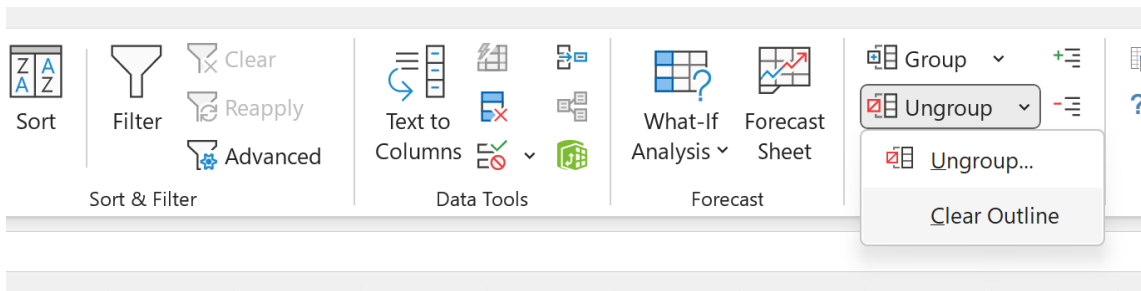 Sort
Filter
Clear
Reapply
Advanced
Sort & Filter
Text to
Columns
Data Tools
What-If
Analysis
Forecast
Sheet
Forecast
Group
Ungroup
Ungroup...
Clear Outline